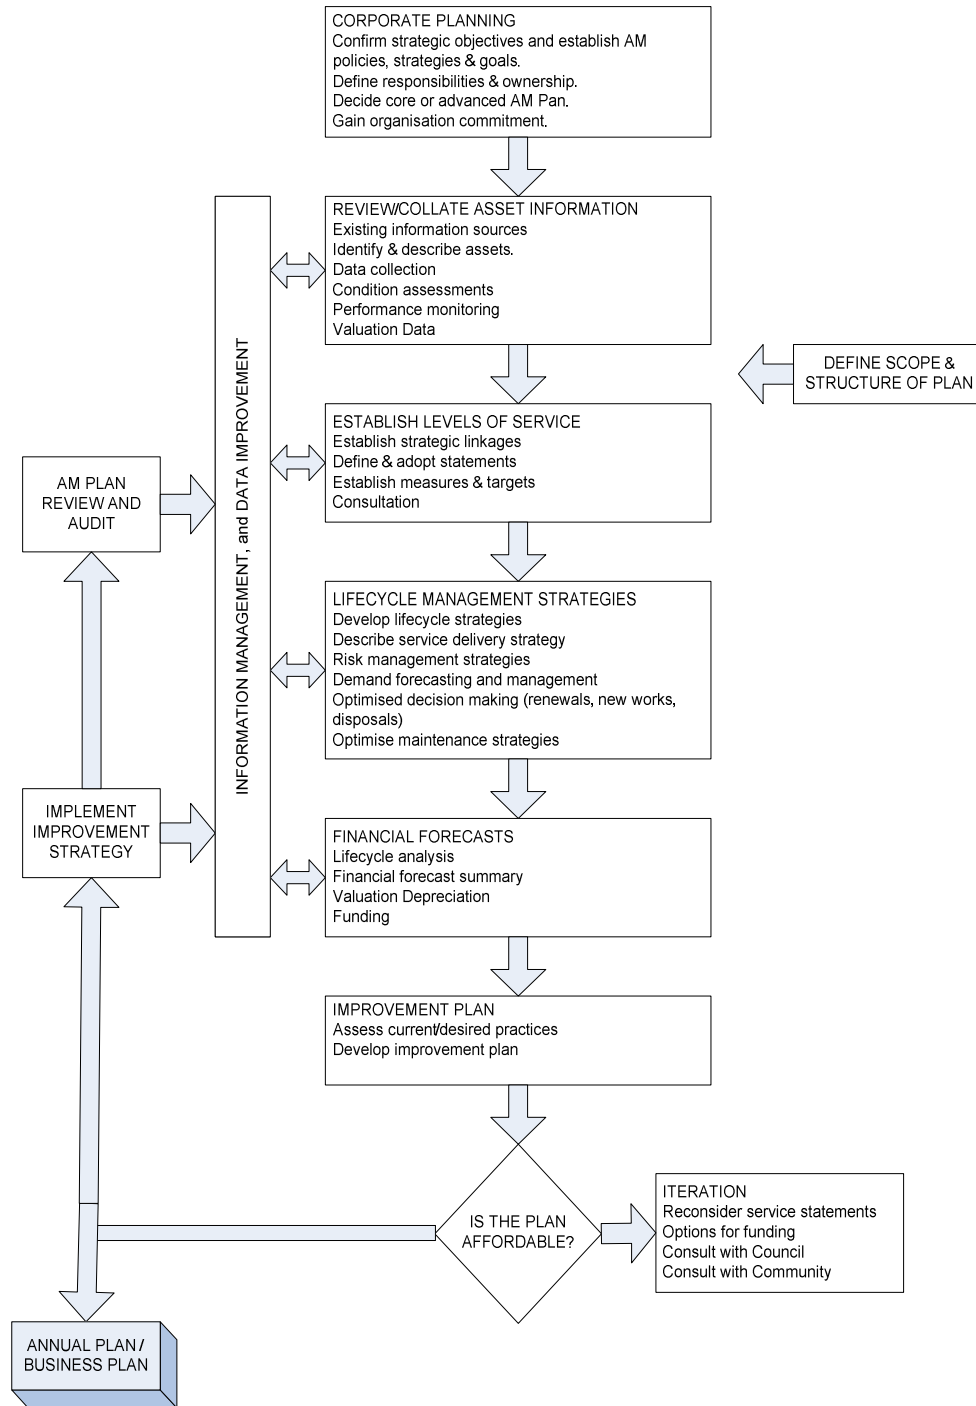 CORPORATE PLANNING
Confirm strategic objectives and establish AM
policies, strategies & goals.
Define responsibilities & ownership.
Decide core or advanced AM Pan.
Gain organisation commitment.
REVIEW/COLLATE ASSET INFORMATION
Existing information sources
Identify & describe assets.
Data collection
Condition assessments
Performance monitoring
Valuation Data
DEFINE SCOPE &
STRUCTURE OF PLAN
INFORMATION MANAGEMENT, and DATA IMPROVEMENT
ESTABLISH LEVELS OF SERVICE
Establish strategic linkages
Define & adopt statements
Establish measures & targets
Consultation
AM PLAN
REVIEW AND
AUDIT
LIFECYCLE MANAGEMENT STRATEGIES
Develop lifecycle strategies
Describe service delivery strategy
Risk management strategies
Demand forecasting and management
Optimised decision making (renewals, new works,
disposals)
Optimise maintenance strategies
IMPLEMENT
IMPROVEMENT
STRATEGY
FINANCIAL FORECASTS
Lifecycle analysis
Financial forecast summary
Valuation Depreciation
Funding
IMPROVEMENT PLAN
Assess current/desired practices
Develop improvement plan
IS THE PLAN
AFFORDABLE?
ITERATION
Reconsider service statements
Options for funding
Consult with Council
Consult with Community
ANNUAL PLAN /
BUSINESS PLAN